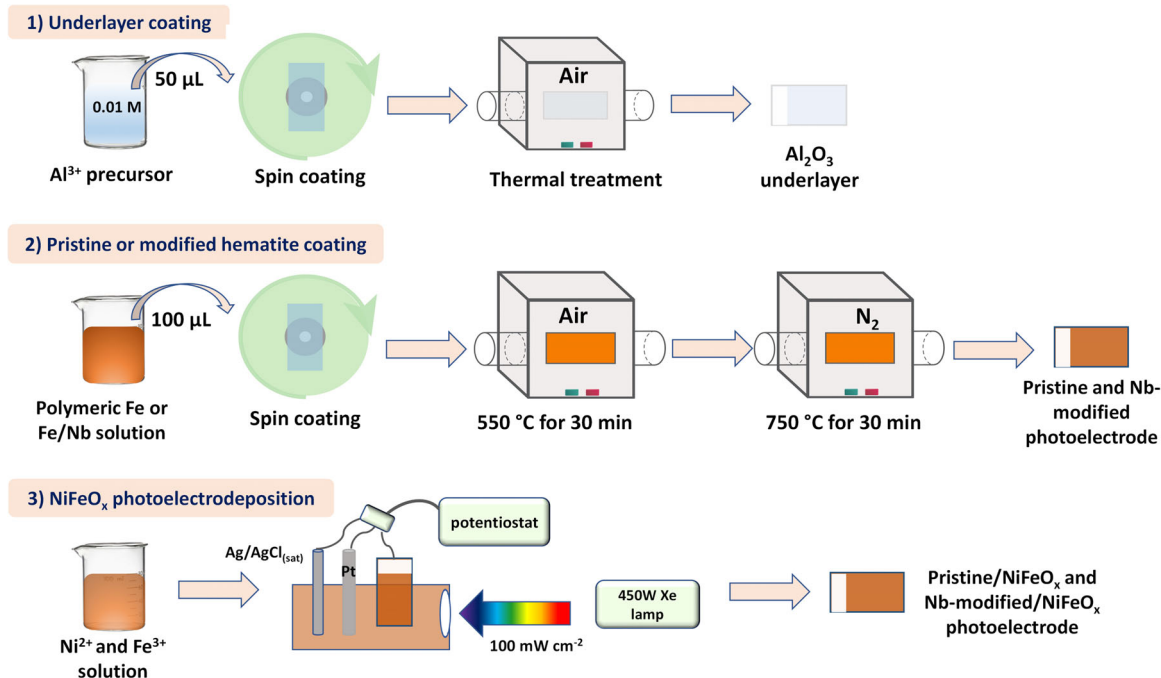 1) Underlayer coating
50 µL
0.01 M
Al³⁺ precursor
Spin coating
Air
Thermal treatment
Al₂O₃
underlayer
2) Pristine or modified hematite coating
100 µL
Polymeric Fe or
Fe/Nb solution
Spin coating
Air
550 °C for 30 min
N₂
750 °C for 30 min
Pristine and Nb-
modified
photoelectrode
3) NiFeOₓ photoelectrodeposition
Ni²⁺ and Fe³⁺
solution
Ag/AgCl₍sat₎
Pt
potentiostat
100 mW cm⁻²
450W Xe
lamp
Pristine/NiFeOₓ and
Nb-modified/NiFeOₓ
photoelectrode